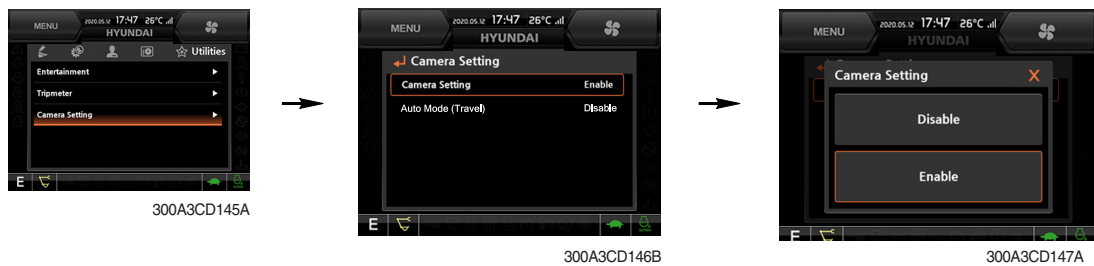 MENU 2020.05.12 17:47 26°C
HYUNDAI
Utilities
Entertainment
Tripmeter
Camera Setting
E
300A3CD145A
MENU 2020.05.12 17:47 26°C
HYUNDAI
Camera Setting
Camera Setting Enable
Auto Mode (Travel) Disable
E
300A3CD146B
MENU 2020.05.12 17:47 26°C
HYUNDAI
Camera Setting X
Disable
Enable
E
300A3CD147A